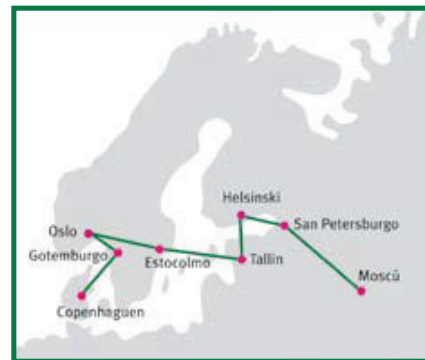 Helsinki
San Petersburgo
Oslo
Gotemburgo
Estocolmo
Tallin
Moscú
Copenhaguen